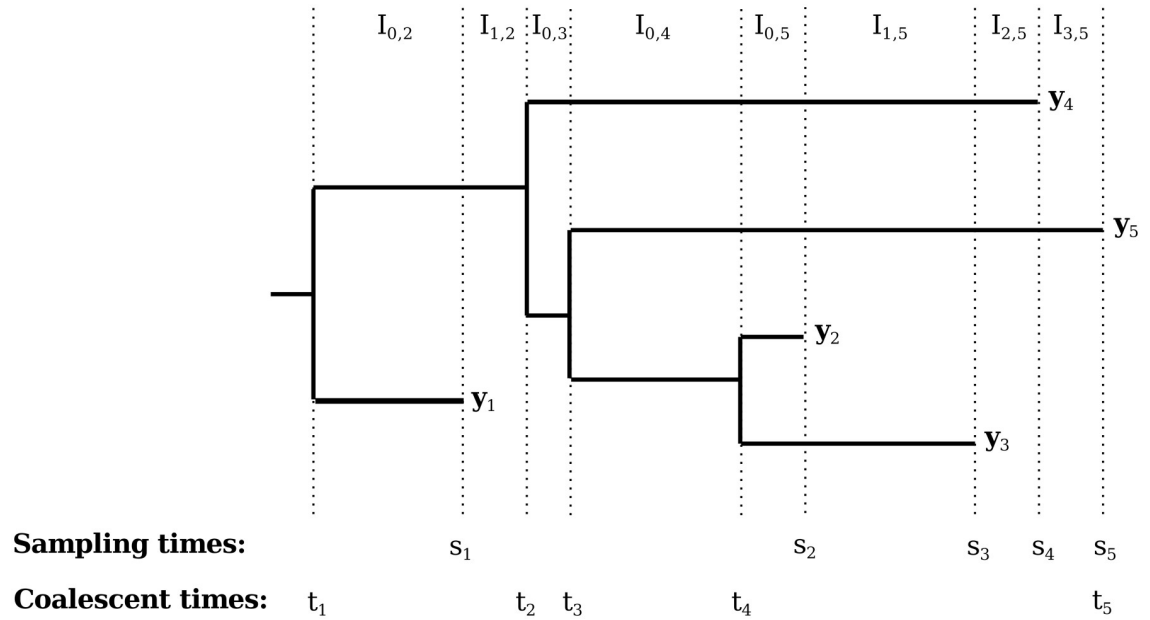 I0,2 I1,2 I0,3 I0,4 I0,5 I1,5 I2,5 I3,5
y4
y5
y2
y1
y3
Sampling times: s1 s2 s3 s4 s5
Coalescent times: t1 t2 t3 t4 t5